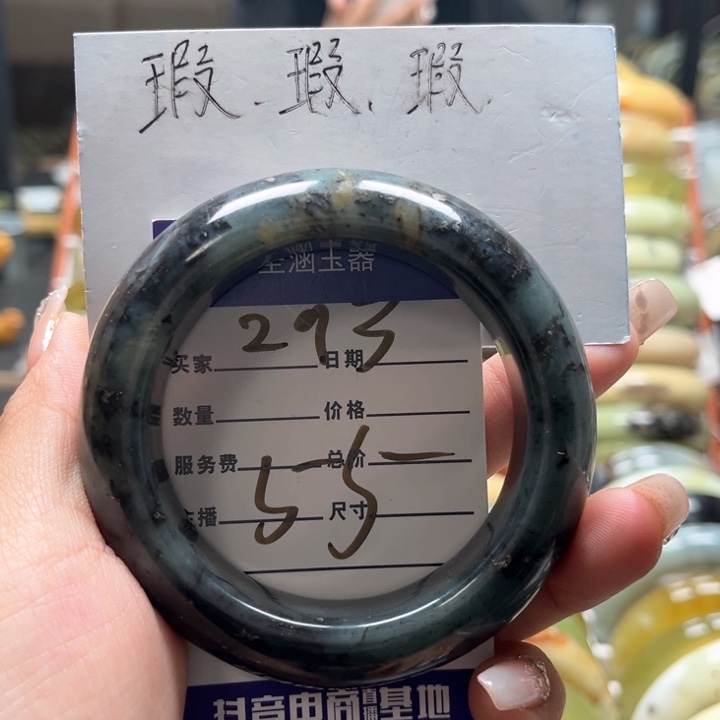 瑕.瑕.瑕.
涵玉器
293
买家 日期
数量 价格
服务费 总价
55
主播 尺寸
抖音电商直播基地